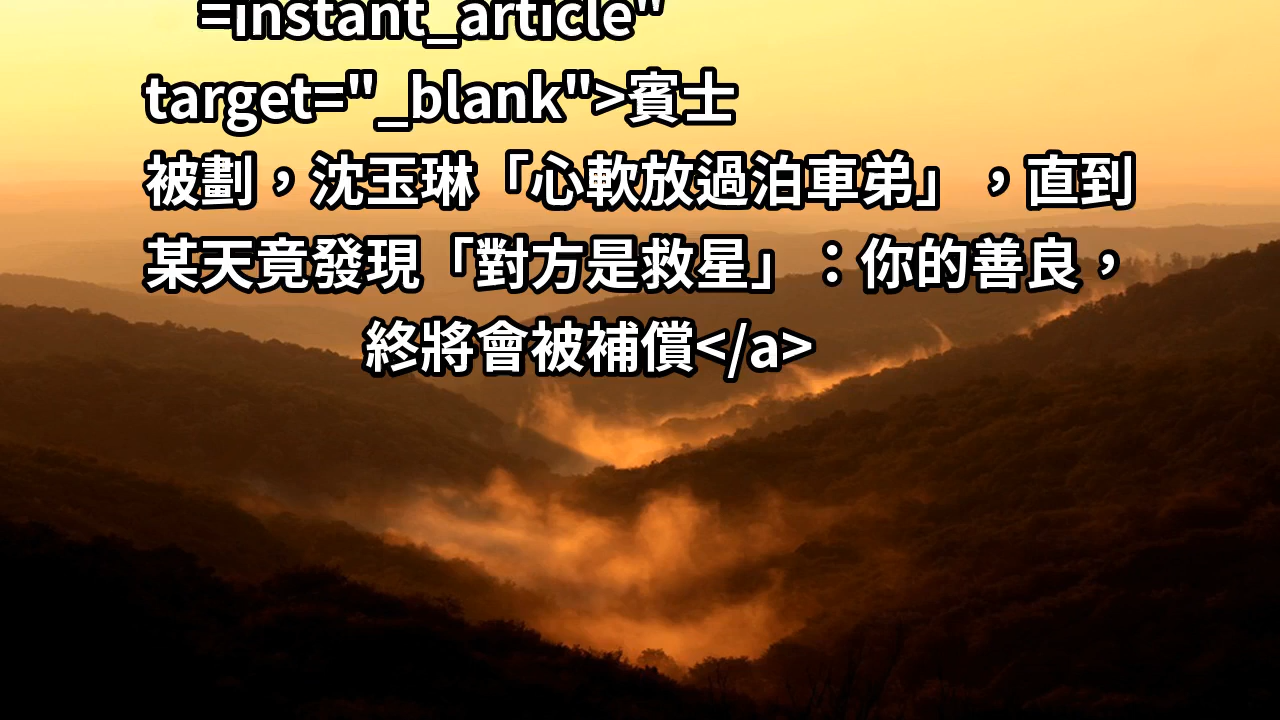 =instant_article"
target="_blank">賓士
被劃，沈玉琳「心軟放過泊車弟」，直到
某天竟發現「對方是救星」：你的善良，
終將會被補償</a>